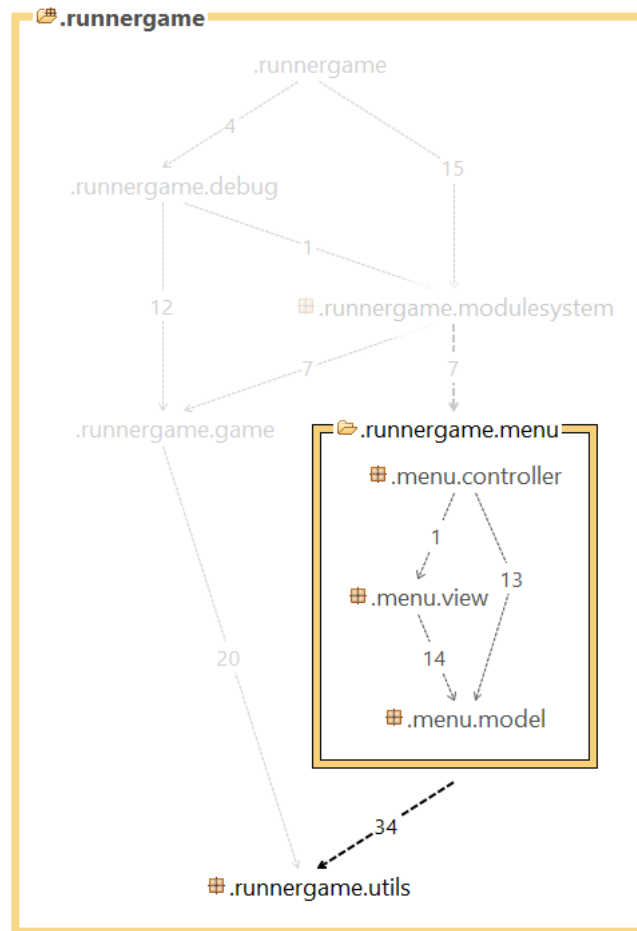 .runnergame
.runnergame
4
15
.runnergame.debug
1
12
.runnergame.modulesystem
7
7
.runnergame.game
.runnergame.menu
.menu.controller
1
13
.menu.view
14
20
.menu.model
34
.runnergame.utils